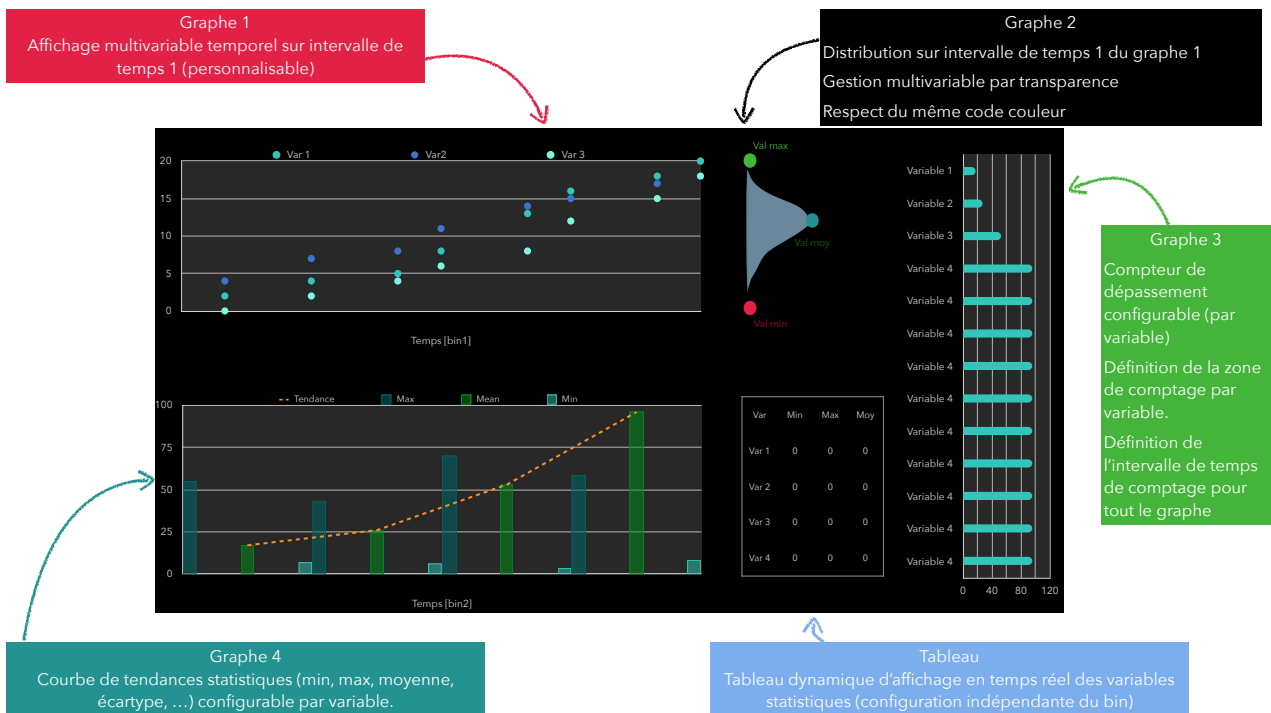 Graphe 1
Affichage multivariable temporel sur intervalle de
temps 1 (personnalisable)
Graphe 2
Distribution sur intervalle de temps 1 du graphe 1
Gestion multivariable par transparence
Respect du même code couleur
Var 1
Var2
Var 3
20
15
10
5
0
Temps [bin1]
Val max
Val moy
Val min
Variable 1
Variable 2
Variable 3
Variable 4
Variable 4
Variable 4
Variable 4
Variable 4
Variable 4
Variable 4
Variable 4
Variable 4
Variable 4
0 40 80 120
Graphe 3
Compteur de
dépassement
configurable (par
variable)
Définition de la zone
de comptage par
variable.
Définition de
l'intervalle de temps
de comptage pour
tout le graphe
Tendance
Max
Mean
Min
100
75
50
25
0
Temps [bin2]
Var Min Max Moy
Var 1 0 0 0
Var 2 0 0 0
Var 3 0 0 0
Var 4 0 0 0
Graphe 4
Courbe de tendances statistiques (min, max, moyenne,
écartype, …) configurable par variable.
Tableau
Tableau dynamique d'affichage en temps réel des variables
statistiques (configuration indépendante du bin)